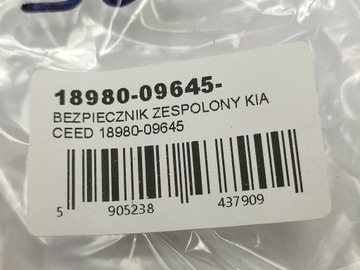 18980-09645-
BEZPIECZNIK ZESPOLONY KIA
CEED 18980-09645
5 905238 437909